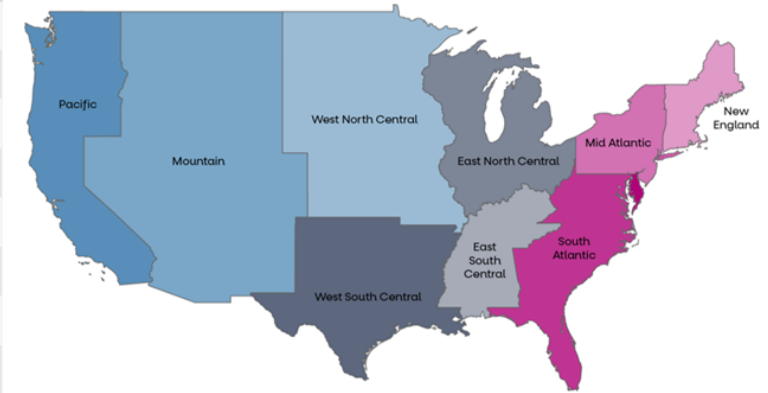 Pacific
Mountain
West North Central
East North Central
Mid Atlantic
New
England
West South Central
East
South
Central
South
Atlantic